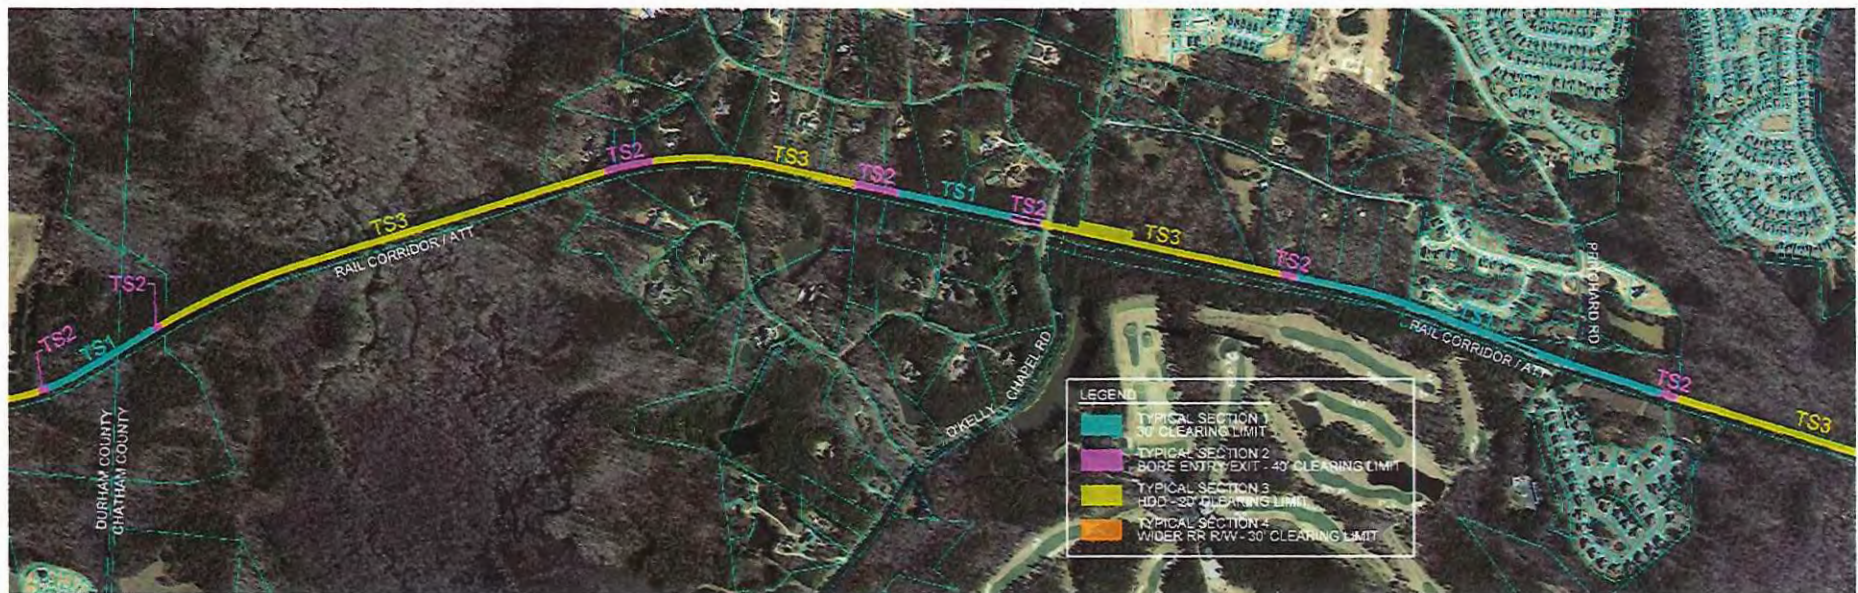 TS2
TS3
TS2
TS1
TS2
TS3
TS3
RAIL CORRIDOR / ATT
TS2
TS2
TS2
TS1
PRITCHARD RD
TS1
RAIL CORRIDOR / ATT
O'KELLY CHAPEL RD
TS2
TS3
DURHAM COUNTY
CHATHAM COUNTY
LEGEND
TYPICAL SECTION 1
30' CLEARING LIMIT
TYPICAL SECTION 2
BORE ENTRY/EXIT - 40' CLEARING LIMIT
TYPICAL SECTION 3
HDD - 20' CLEARING LIMIT
TYPICAL SECTION 4
WIDER RR R/W - 30' CLEARING LIMIT